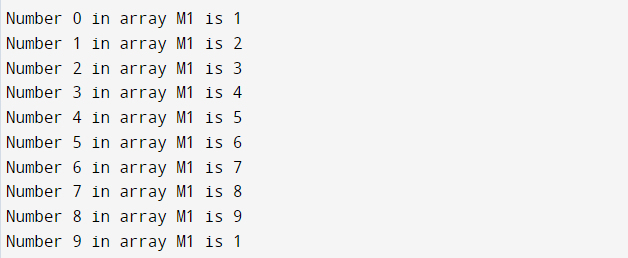 Number 0 in array M1 is 1
Number 1 in array M1 is 2
Number 2 in array M1 is 3
Number 3 in array M1 is 4
Number 4 in array M1 is 5
Number 5 in array M1 is 6
Number 6 in array M1 is 7
Number 7 in array M1 is 8
Number 8 in array M1 is 9
Number 9 in array M1 is 1